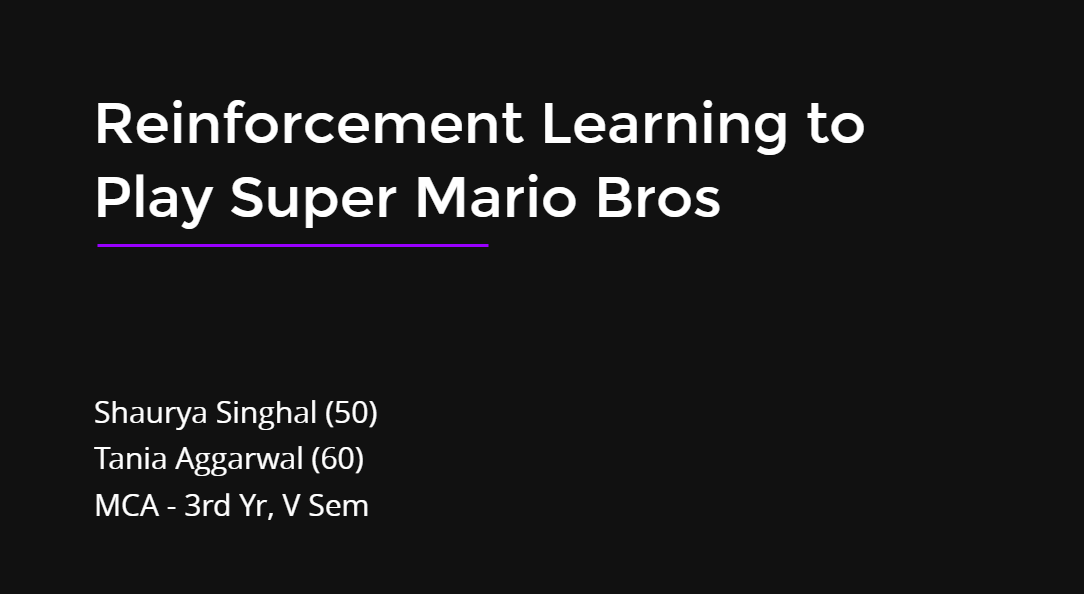 Reinforcement Learning to
Play Super Mario Bros
Shaurya Singhal (50)
Tania Aggarwal (60)
MCA - 3rd Yr, V Sem